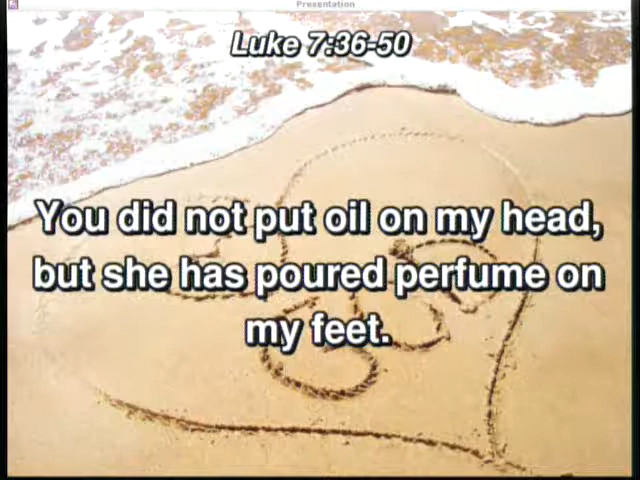 Presentation
Luke 7:36-50
You did not put oil on my head,
but she has poured perfume on
my feet.